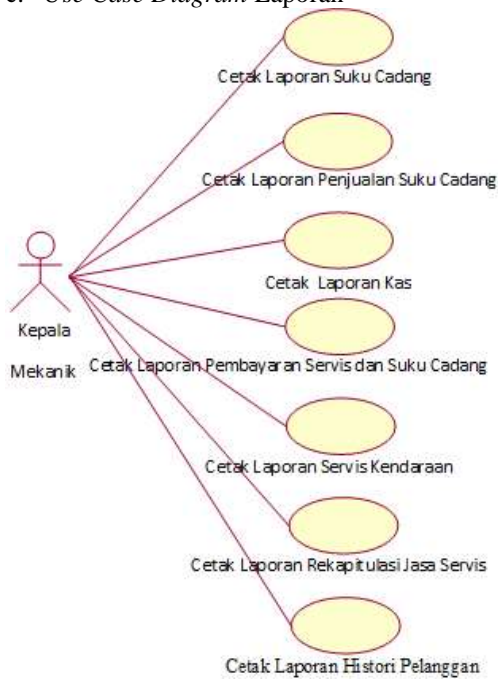 c. Use Case Diagram Laporan
Cetak Laporan Suku Cadang
Cetak Laporan Penjualan Suku Cadang
Cetak Laporan Kas
Kepala
Mekanik
Cetak Laporan Pembayaran Servis dan Suku Cadang
Cetak Laporan Servis Kendaraan
Cetak Laporan Rekapitulasi Jasa Servis
Cetak Laporan Histori Pelanggan